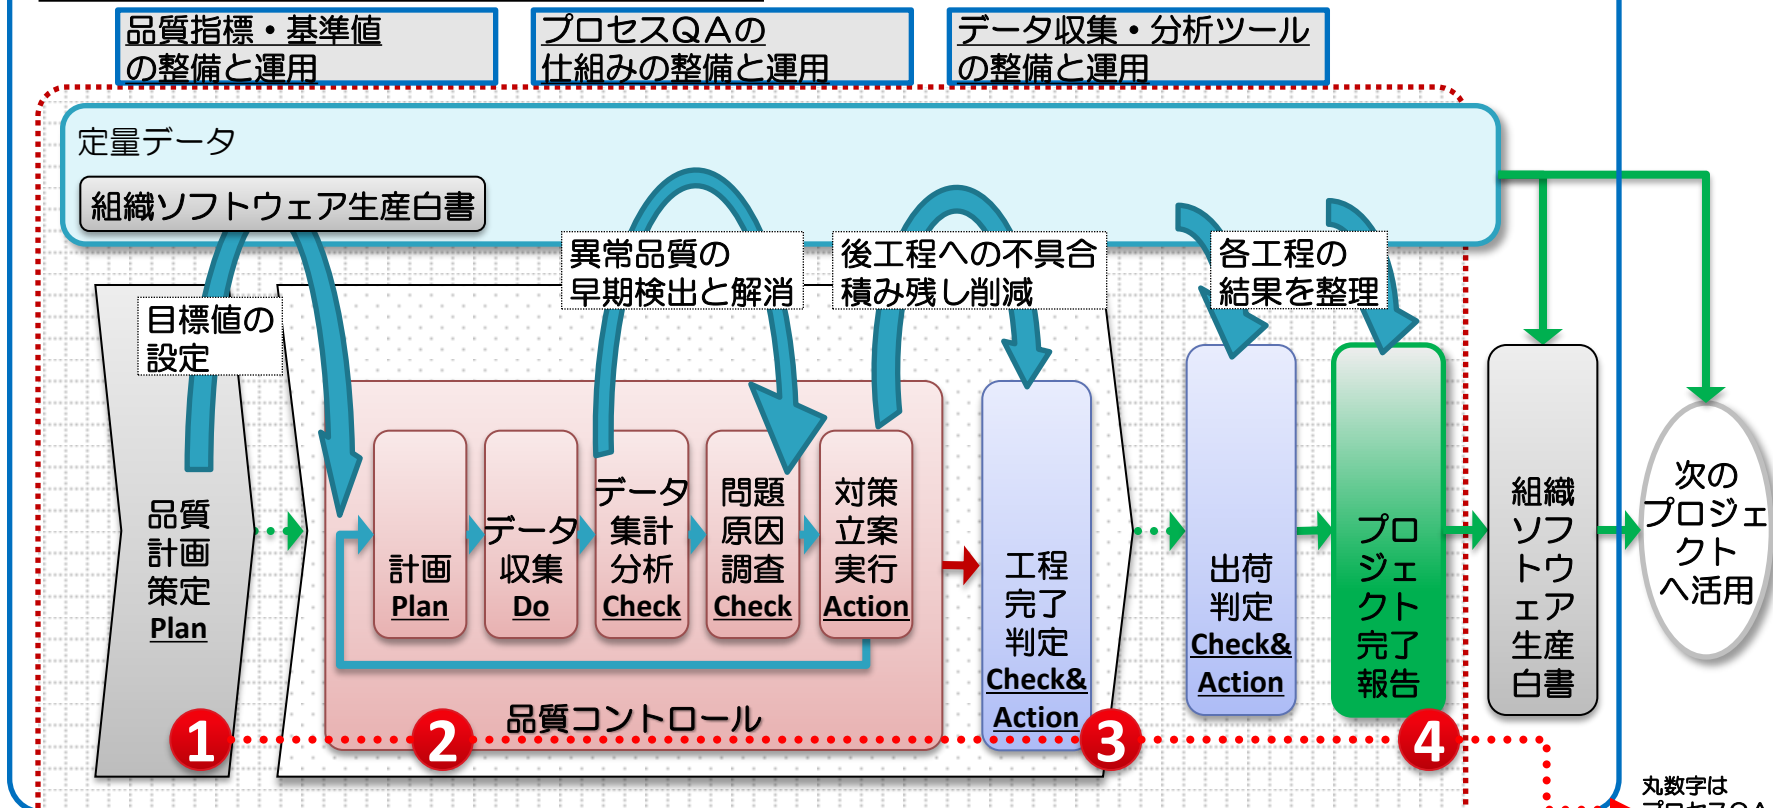 品質指標・基準値
の整備と運用
プロセスQAの
仕組みの整備と運用
データ収集・分析ツール
の整備と運用
定量データ
組織ソフトウェア生産白書
異常品質の
早期検出と解消
後工程への不具合
積み残し削減
各工程の
結果を整理
目標値の
設定
品質
計画
策定
Plan
計画
Plan
データ
収集
Do
データ
集計
分析
Check
問題
原因
調査
Check
対策
立案
実行
Action
品質コントロール
工程
完了
判定
Check&
Action
出荷
判定
Check&
Action
プロ
ジェ
クト
完了
報告
組織
ソフ
トウ
ェア
生産
白書
次の
プロジェ
クト
へ活用
1
2
3
4
丸数字は
プロセスQA